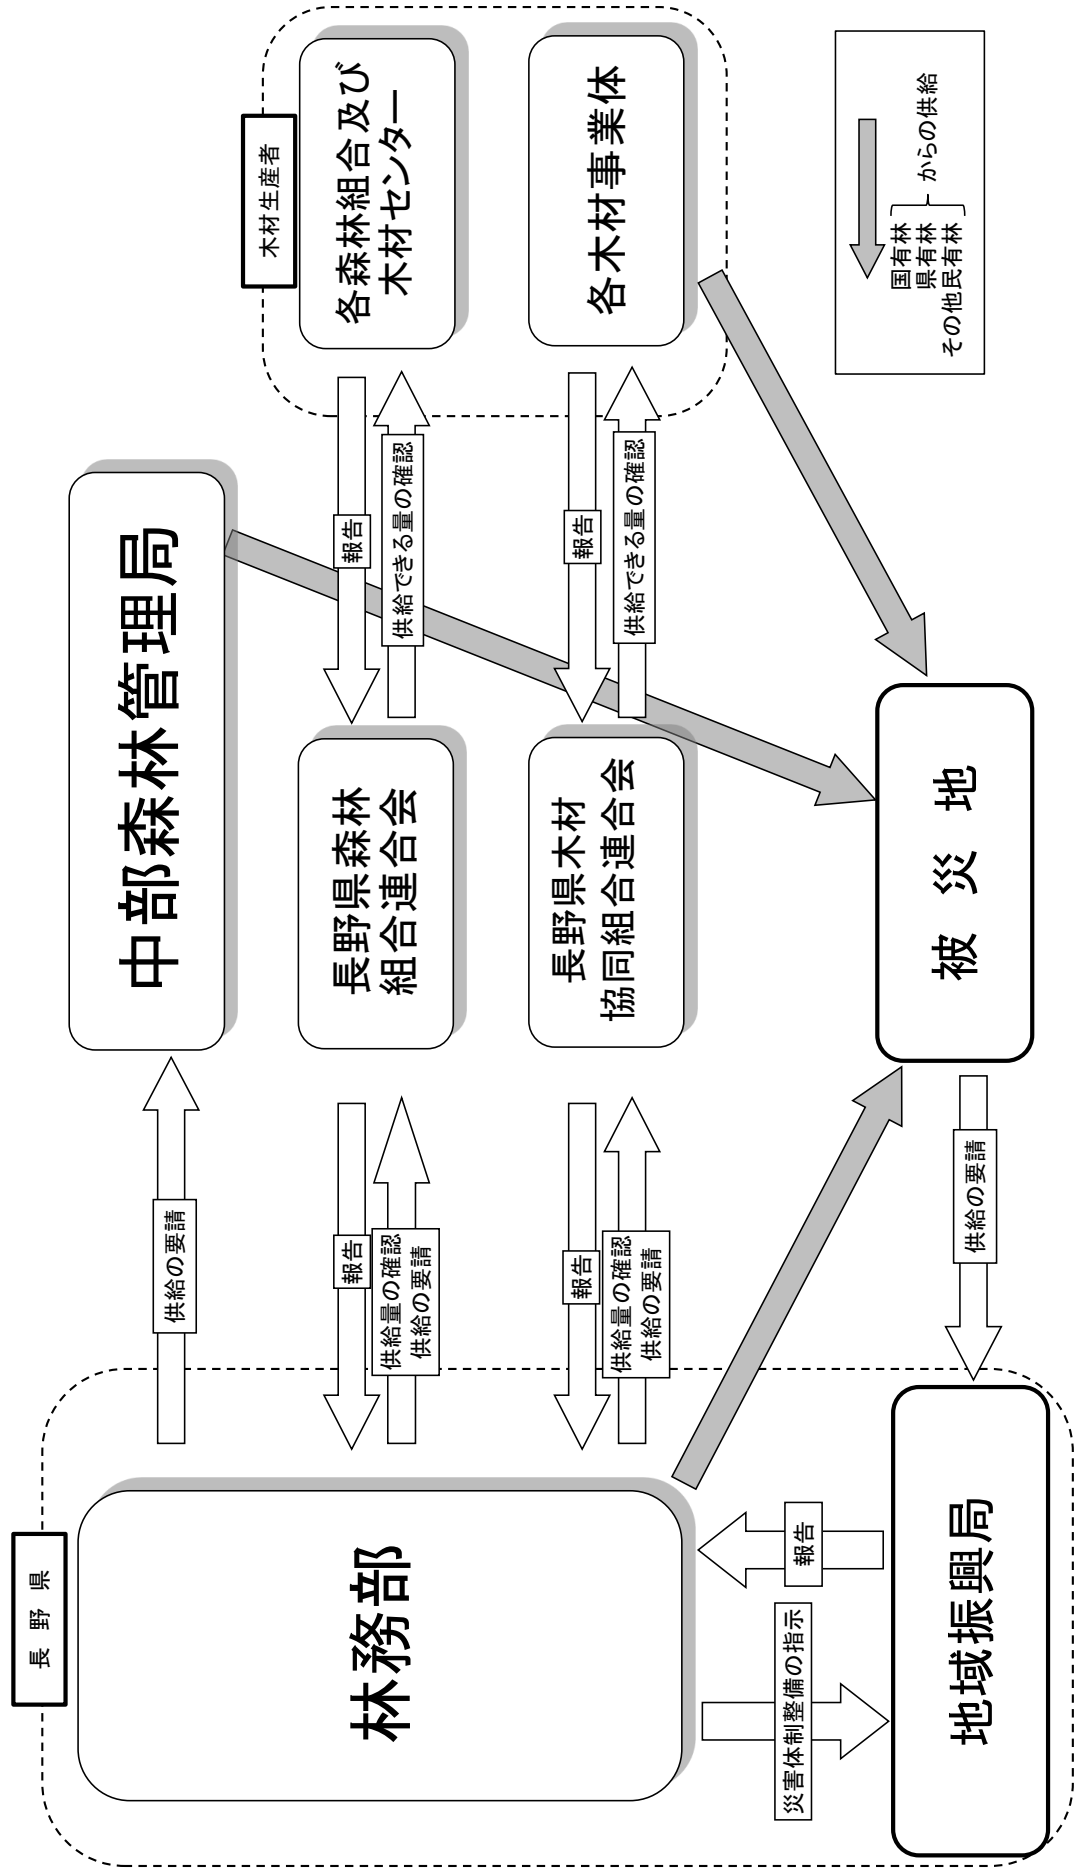 長 野 県
林務部
災害体制整備の指示
報告
地域振興局
供給の要請
報告
供給量の確認
供給の要請
報告
供給量の確認
供給の要請
供給の要請
中部森林管理局
長野県森林
組合連合会
長野県木材
協同組合連合会
被 災 地
報告
供給できる量の確認
報告
供給できる量の確認
木材生産者
各森林組合及び
木材センター
各木材事業体
国有林
県有林
その他民有林
からの供給